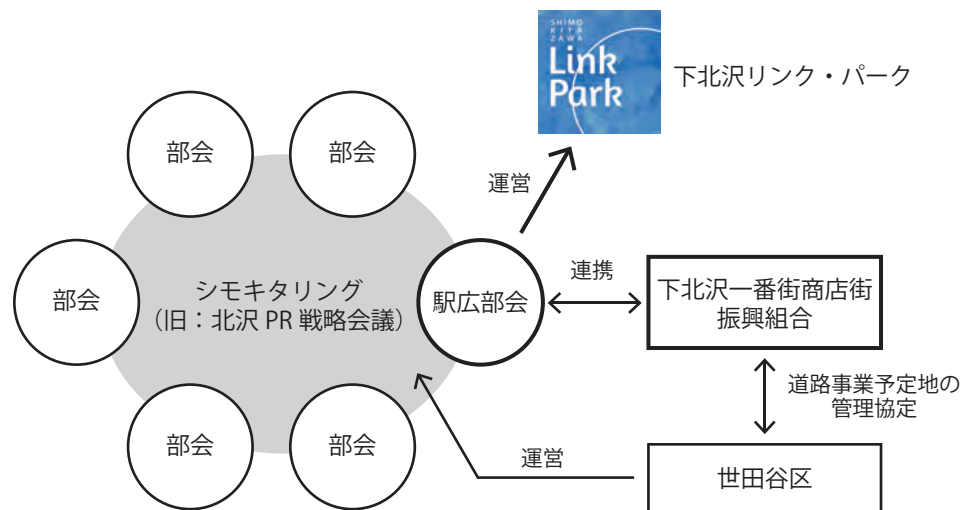 SHIMO
KITA
ZAWA
Link
Park
下北沢リンク・パーク
部会
部会
運営
部会
シモキタリング
（旧：北沢 PR 戦略会議）
駅広部会
連携
下北沢一番街商店街
振興組合
道路事業予定地の
管理協定
部会
部会
運営
世田谷区